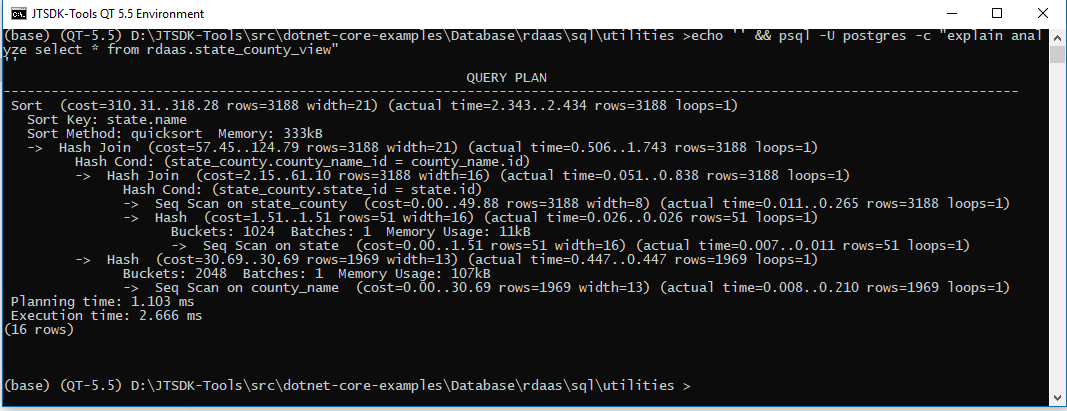 JTSDK-Tools QT 5.5 Environment
(base) (QT-5.5) D:\JTSDK-Tools\src\dotnet-core-examples\Database\rdaas\sql\utilities >echo '' && psql -U postgres -c "explain anal
yze select * from rdaas.state_county_view"
''
QUERY PLAN
-------------------------------------------------------------------------------------------------------------------------------
Sort  (cost=310.31..318.28 rows=3188 width=21) (actual time=2.343..2.434 rows=3188 loops=1)
  Sort Key: state.name
  Sort Method: quicksort  Memory: 333kB
  ->  Hash Join  (cost=57.45..124.79 rows=3188 width=21) (actual time=0.506..1.743 rows=3188 loops=1)
        Hash Cond: (state_county.county_name_id = county_name.id)
        ->  Hash Join  (cost=2.15..61.10 rows=3188 width=16) (actual time=0.051..0.838 rows=3188 loops=1)
              Hash Cond: (state_county.state_id = state.id)
              ->  Seq Scan on state_county  (cost=0.00..49.88 rows=3188 width=8) (actual time=0.011..0.265 rows=3188 loops=1)
              ->  Hash  (cost=1.51..1.51 rows=51 width=16) (actual time=0.026..0.026 rows=51 loops=1)
                    Buckets: 1024  Batches: 1  Memory Usage: 11kB
                    ->  Seq Scan on state  (cost=0.00..1.51 rows=51 width=16) (actual time=0.007..0.011 rows=51 loops=1)
        ->  Hash  (cost=30.69..30.69 rows=1969 width=13) (actual time=0.447..0.447 rows=1969 loops=1)
              Buckets: 2048  Batches: 1  Memory Usage: 107kB
              ->  Seq Scan on county_name  (cost=0.00..30.69 rows=1969 width=13) (actual time=0.008..0.210 rows=1969 loops=1)
Planning time: 1.103 ms
Execution time: 2.666 ms
(16 rows)
(base) (QT-5.5) D:\JTSDK-Tools\src\dotnet-core-examples\Database\rdaas\sql\utilities >